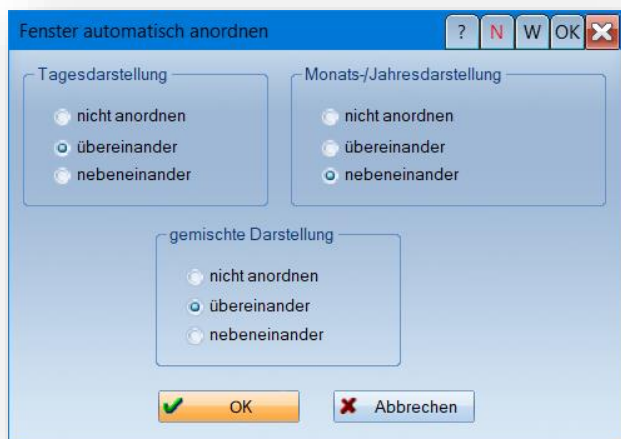 Fenster automatisch anordnen ? N W OK
Tagesdarstellung
nicht anordnen
übereinander
nebeneinander
Monats-/Jahresdarstellung
nicht anordnen
übereinander
nebeneinander
gemischte Darstellung
nicht anordnen
übereinander
nebeneinander
OK Abbrechen